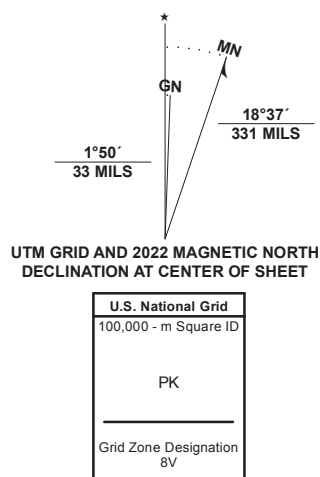 MN
GN
18°37´
331 MILS
1°50´
33 MILS
UTM GRID AND 2022 MAGNETIC NORTH
DECLINATION AT CENTER OF SHEET
U.S. National Grid
100,000 - m Square ID
PK
Grid Zone Designation
8V